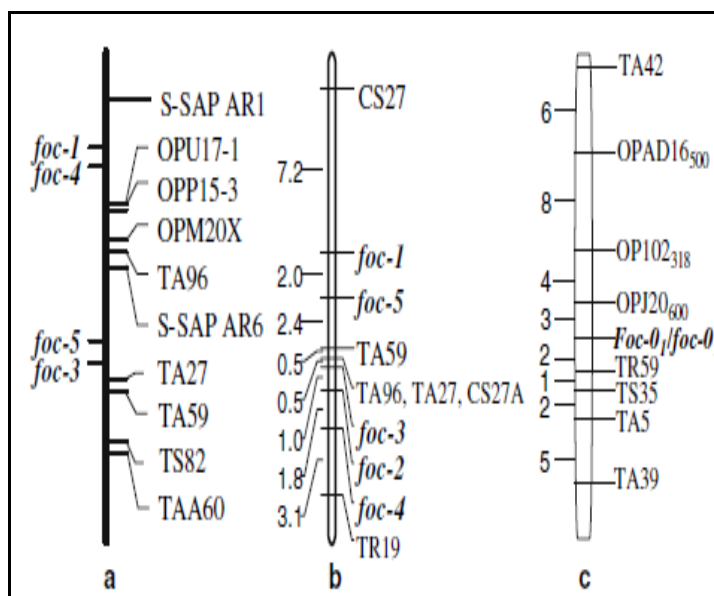 S-SAP AR1
foc-1
OPU17-1
foc-4
OPP15-3
OPM20X
TA96
S-SAP AR6
foc-5
foc-3
TA27
TA59
TS82
TAA60
a
CS27
7.2
foc-1
2.0
foc-5
2.4
TA59
0.5
TA96, TA27, CS27A
0.5
foc-3
1.0
foc-2
1.8
foc-4
3.1
TR19
b
TA42
6
OPAD16500
8
OP102318
4
OPJ20600
3
Foc-01/foc-0
2
TR59
1
TS35
2
TA5
5
TA39
c